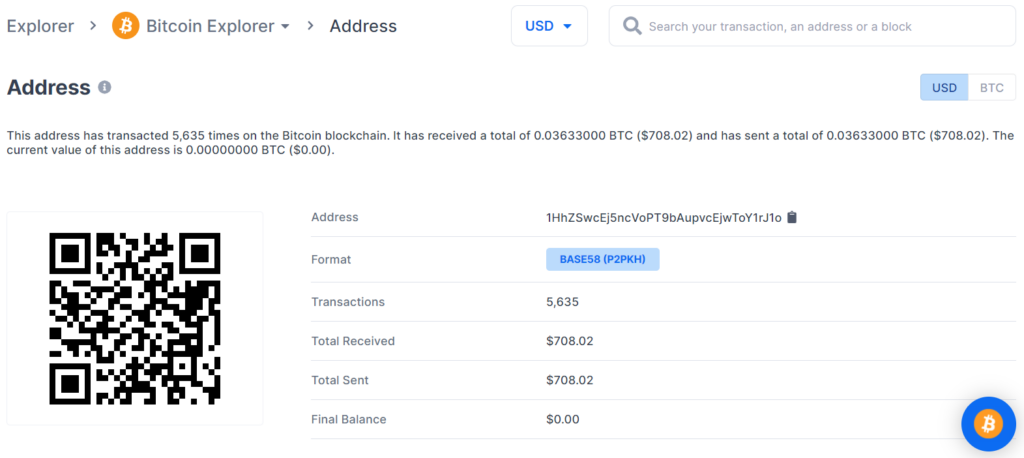 Explorer > Bitcoin Explorer > Address USD Search your transaction, an address or a block
Address USD BTC
This address has transacted 5,635 times on the Bitcoin blockchain. It has received a total of 0.03633000 BTC ($708.02) and has sent a total of 0.03633000 BTC ($708.02). The
current value of this address is 0.00000000 BTC ($0.00).
Address 1HhZSwcEj5ncVoPT9bAupvcEjwToY1rJ1o
Format BASE58 (P2PKH)
Transactions 5,635
Total Received $708.02
Total Sent $708.02
Final Balance $0.00